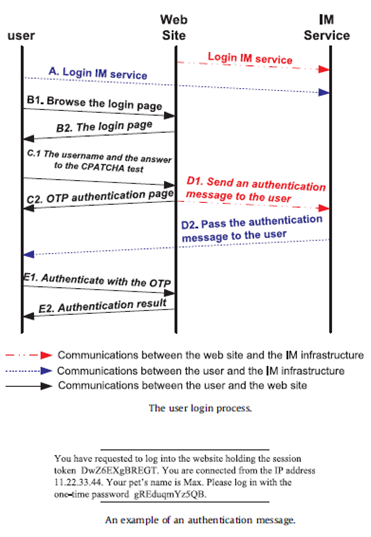 user
Web
Site
IM
Service
Login IM service
A. Login IM service
B1. Browse the login page
B2. The login page
C.1 The username and the answer
to the CPATCHA test
D1. Send an authentication
message to the user
C2. OTP authentication page
D2. Pass the authentication
message to the user
E1. Authenticate with the OTP
E2. Authentication result
Communications between the web site and the IM infrastructure
Communications between the user and the IM infrastructure
Communications between the user and the web site
The user login process.
You have requested to log into the website holding the session
token DwZ6EXgBREGT. You are connected from the IP address
11.22.33.44. Your pet's name is Max. Please log in with the
one-time password gREduqmYz5QB.
An example of an authentication message.